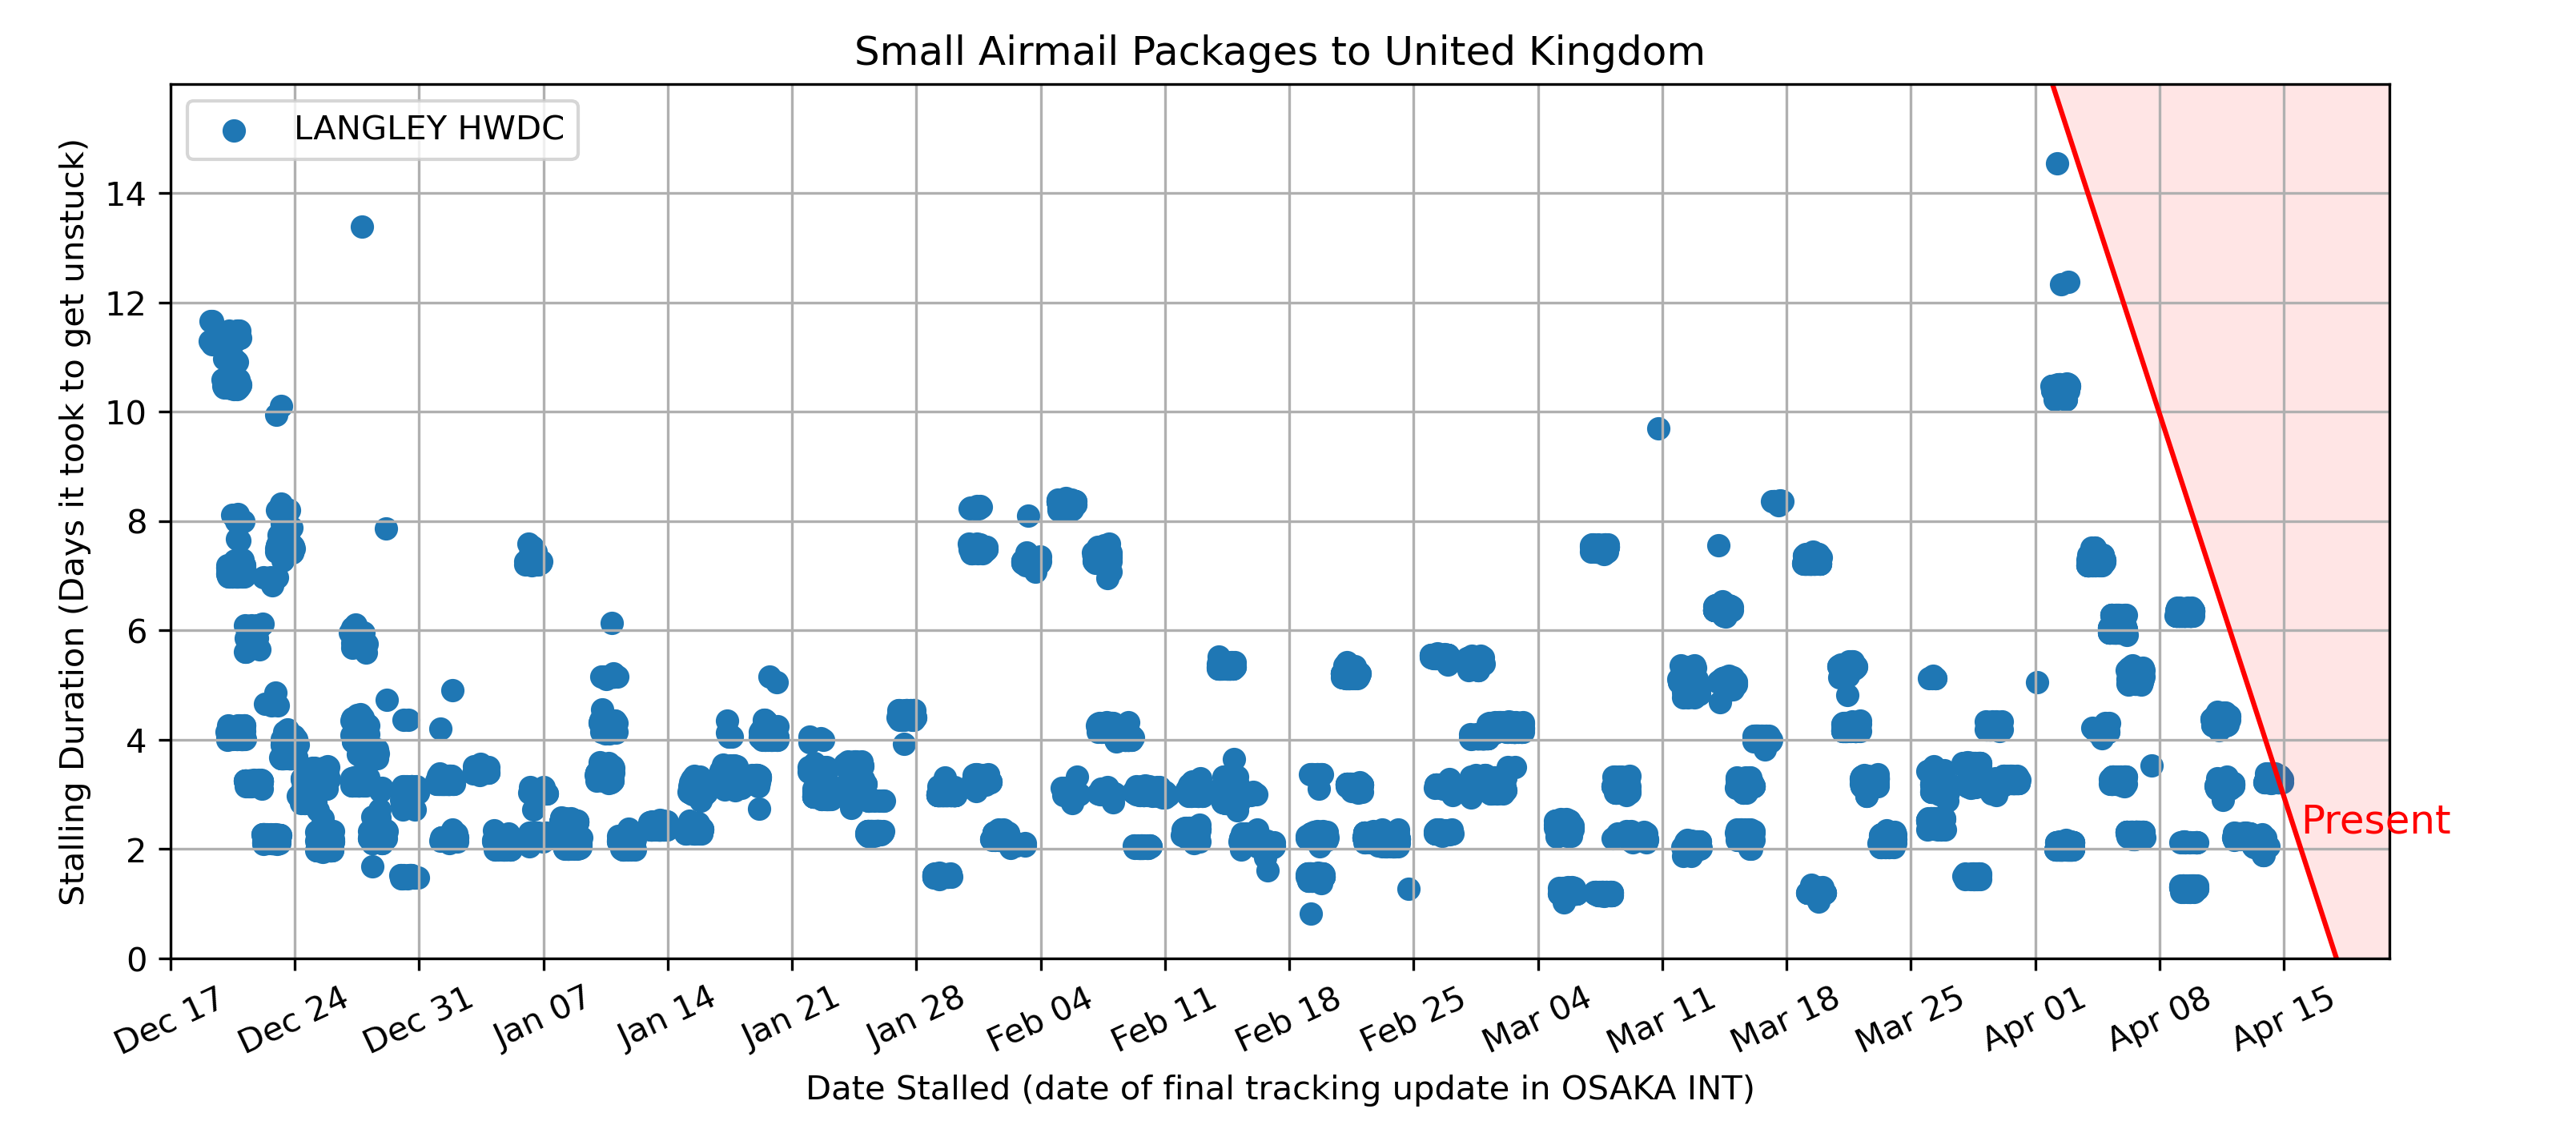 Small Airmail Packages to United Kingdom
LANGLEY HWDC
Stalling Duration (Days it took to get unstuck)
14
12
10
8
6
4
2
0
Present
Dec 17
Dec 24
Dec 31
Jan 07
Jan 14
Jan 21
Jan 28
Feb 04
Feb 11
Feb 18
Feb 25
Mar 04
Mar 11
Mar 18
Mar 25
Apr 01
Apr 08
Apr 15
Date Stalled (date of final tracking update in OSAKA INT)